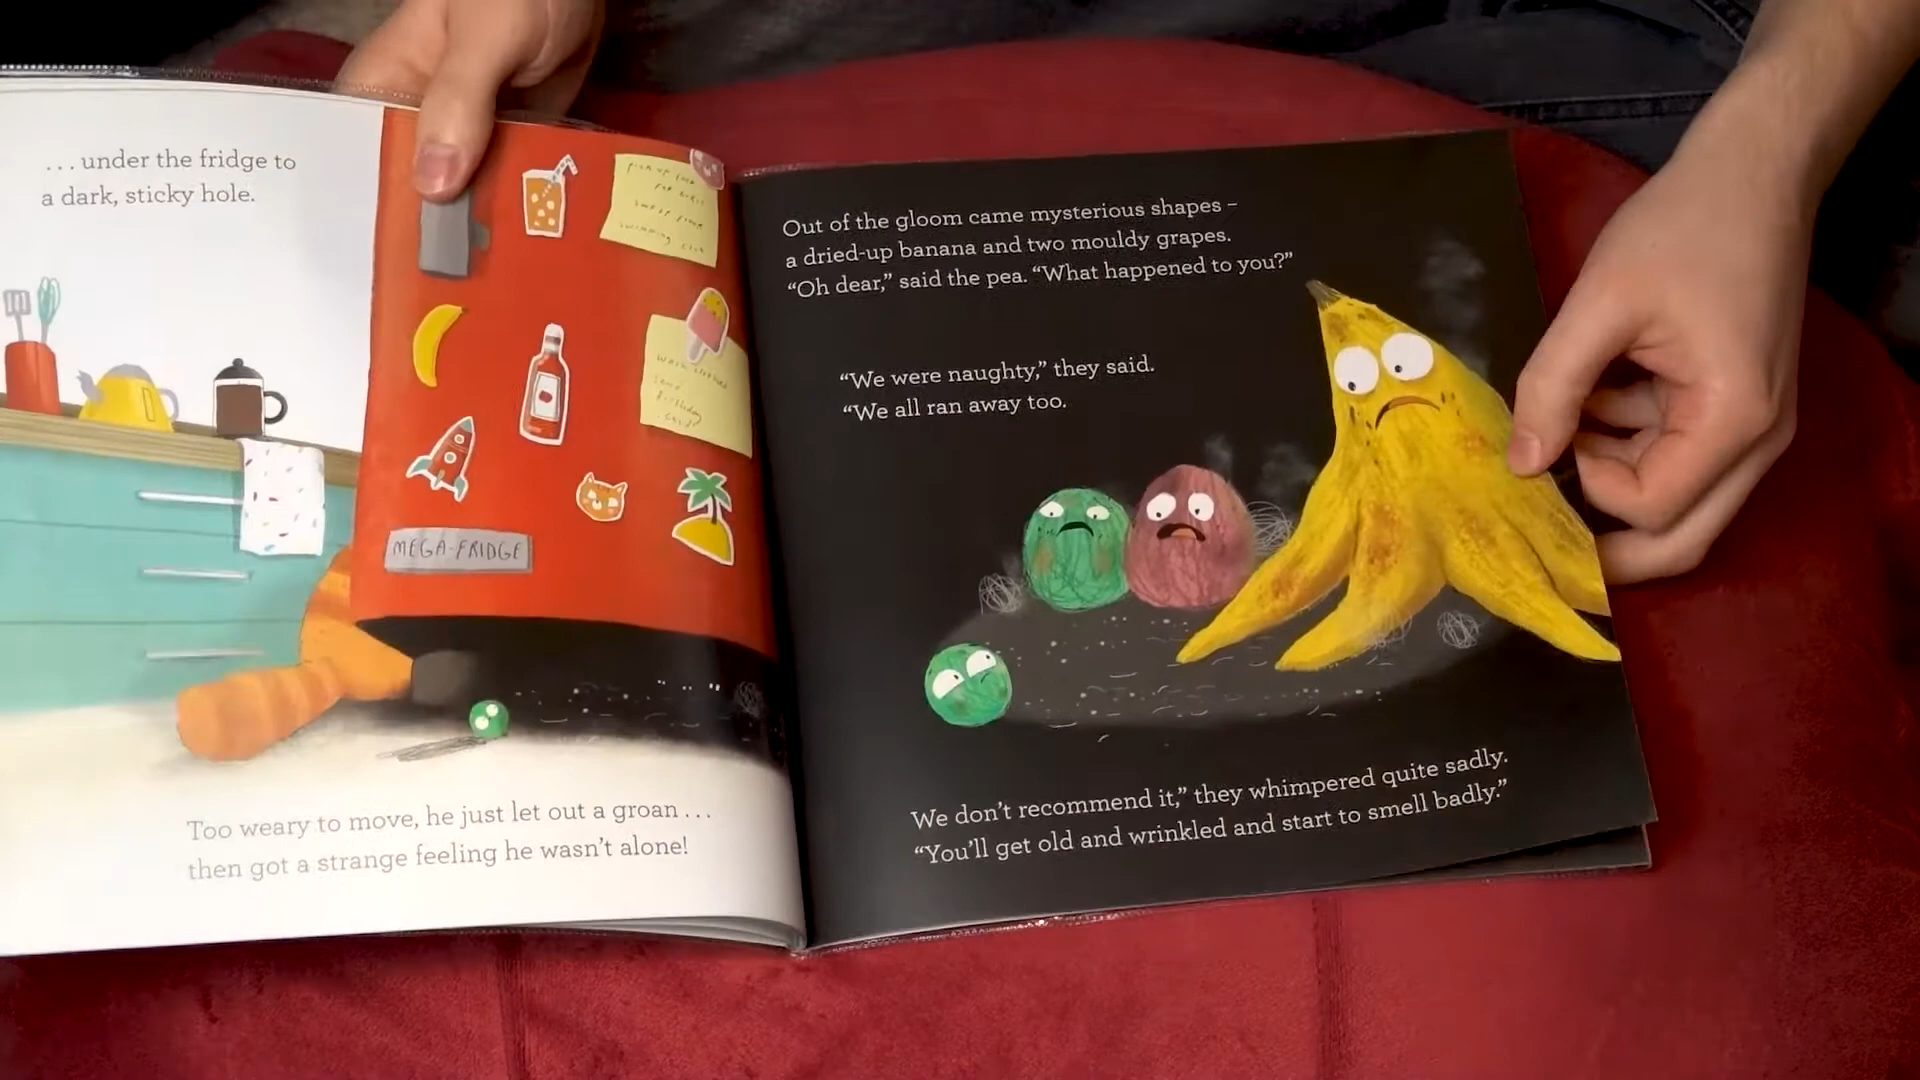 ... under the fridge to
a dark, sticky hole.
MEGA-FRIDGE
Too weary to move, he just let out a groan ...
then got a strange feeling he wasn't alone!
Out of the gloom came mysterious shapes –
a dried-up banana and two mouldy grapes.
“Oh dear,” said the pea. “What happened to you?”
“We were naughty,” they said.
“We all ran away too.
We don't recommend it,” they whimpered quite sadly.
“You'll get old and wrinkled and start to smell badly.”